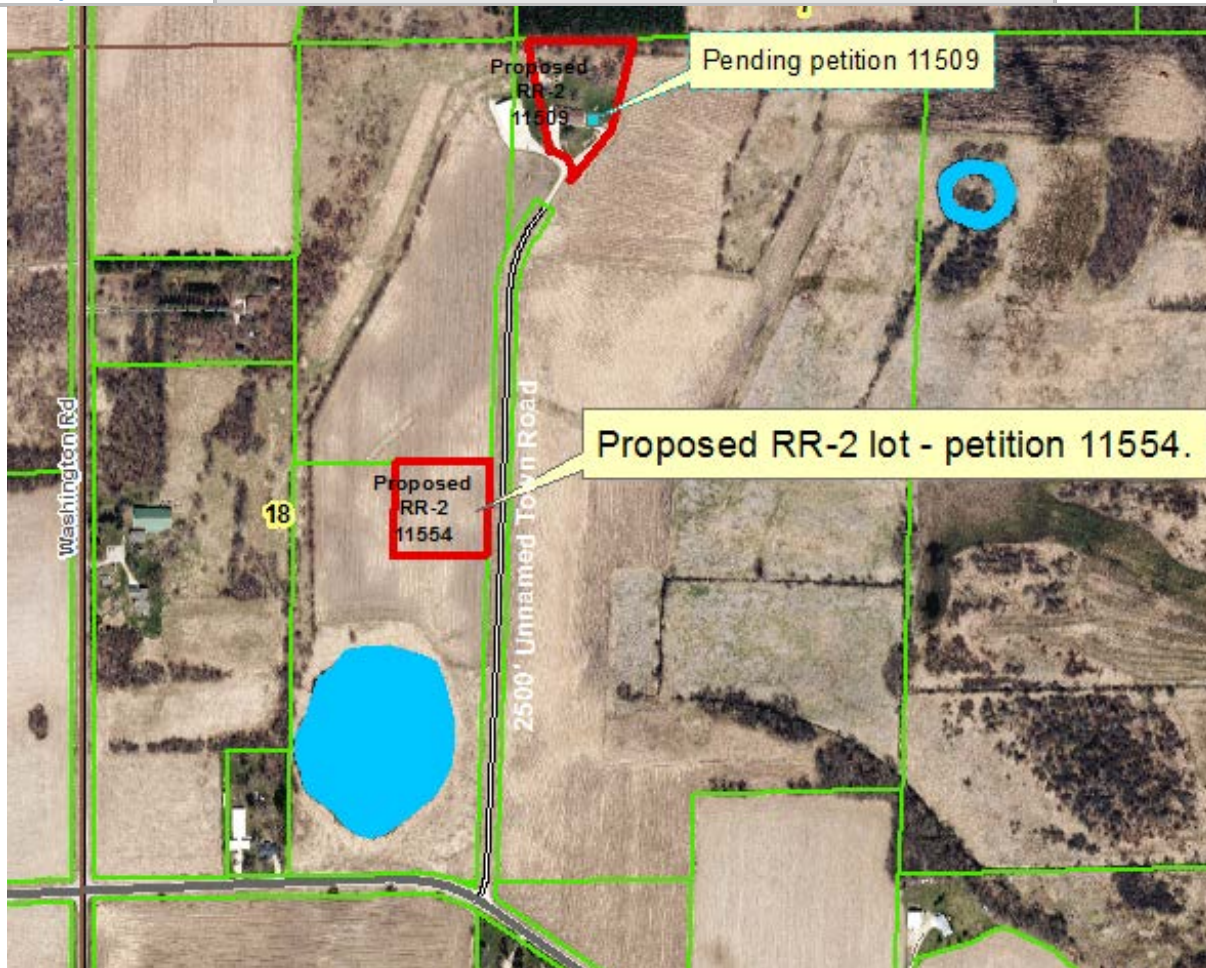 Pending petition 11509
Proposed
RR-2
11509
Proposed RR-2 lot - petition 11554.
Proposed
RR-2
11554
18
Washington Rd
2500' Unnamed Town Road